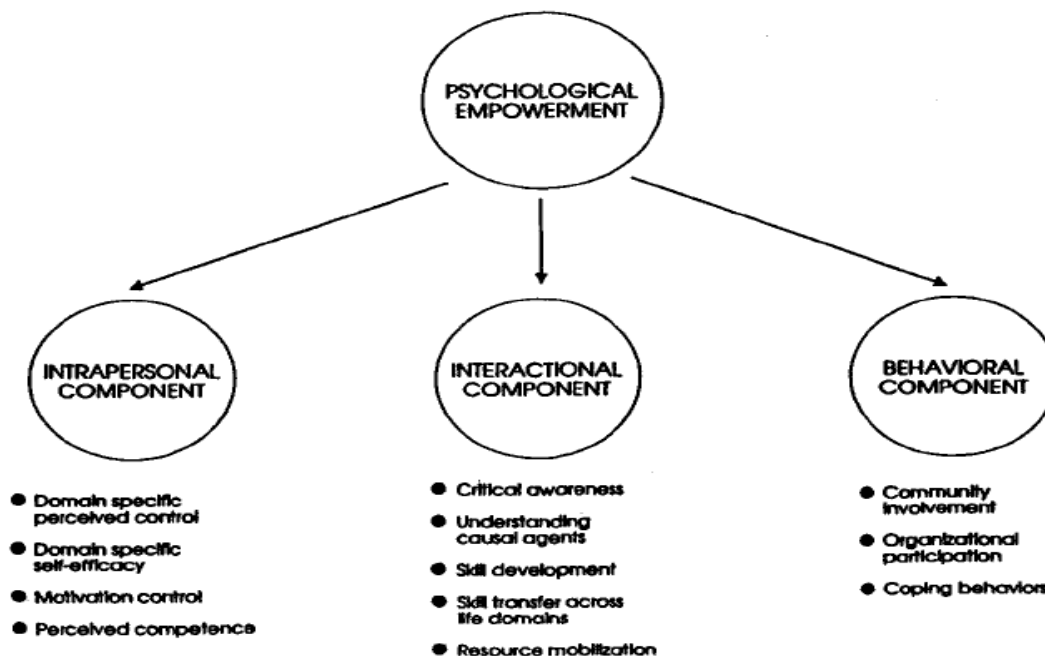 PSYCHOLOGICAL
EMPOWERMENT
INTRAPERSONAL
COMPONENT
INTERACTIONAL
COMPONENT
BEHAVIORAL
COMPONENT
● Domain specific
perceived control
● Domain specific
self-efficacy
● Motivation control
● Perceived competence
● Critical awareness
● Understanding
causal agents
● Skill development
● Skill transfer across
life domains
● Resource mobilization
● Community
involvement
● Organizational
participation
● Coping behaviors